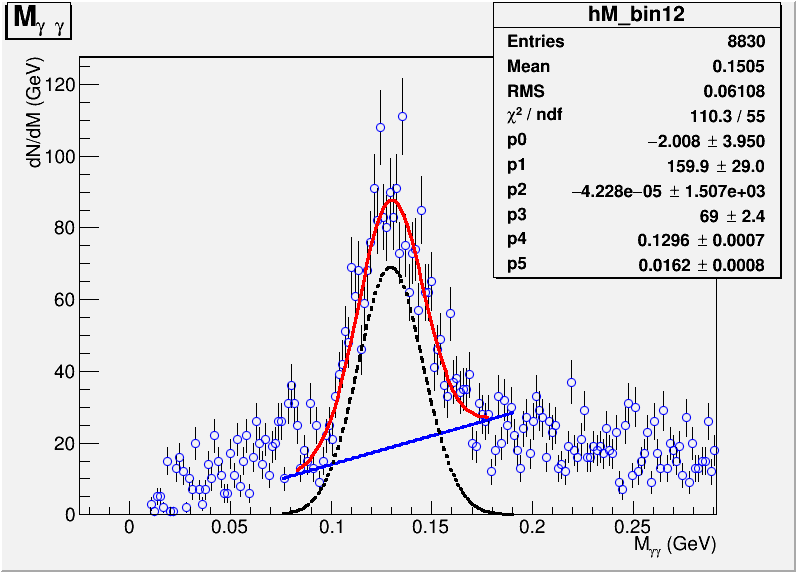 Mγ γ
hM_bin12
Entries 8830
Mean 0.1505
RMS 0.06108
χ² / ndf 110.3 / 55
p0 −2.008 ± 3.950
p1 159.9 ± 29.0
p2 −4.228e−05 ± 1.507e+03
p3 69 ± 2.4
p4 0.1296 ± 0.0007
p5 0.0162 ± 0.0008
dN/dM (GeV)
120
100
80
60
40
20
0
0 0.05 0.1 0.15 0.2 0.25
Mγγ (GeV)